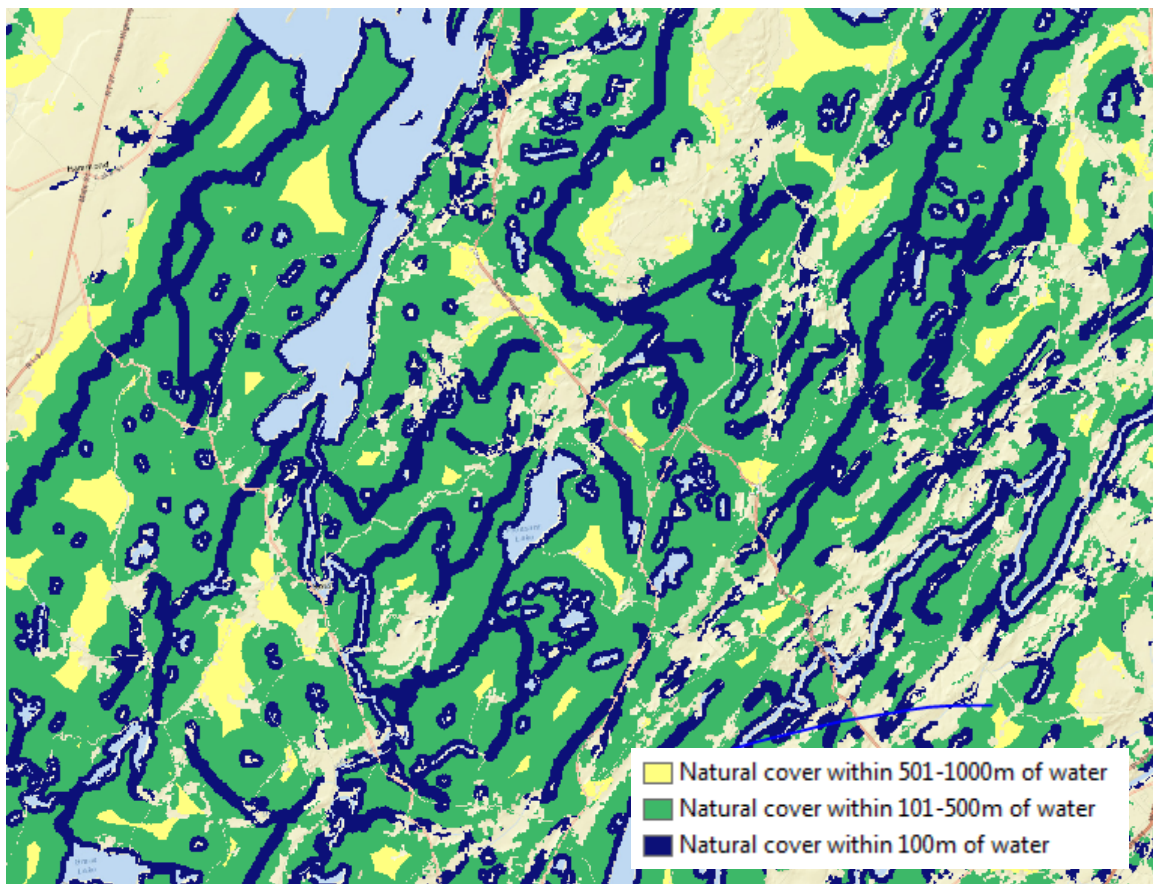 Hammond
Natural cover within 501-1000m of water
Natural cover within 101-500m of water
Natural cover within 100m of water